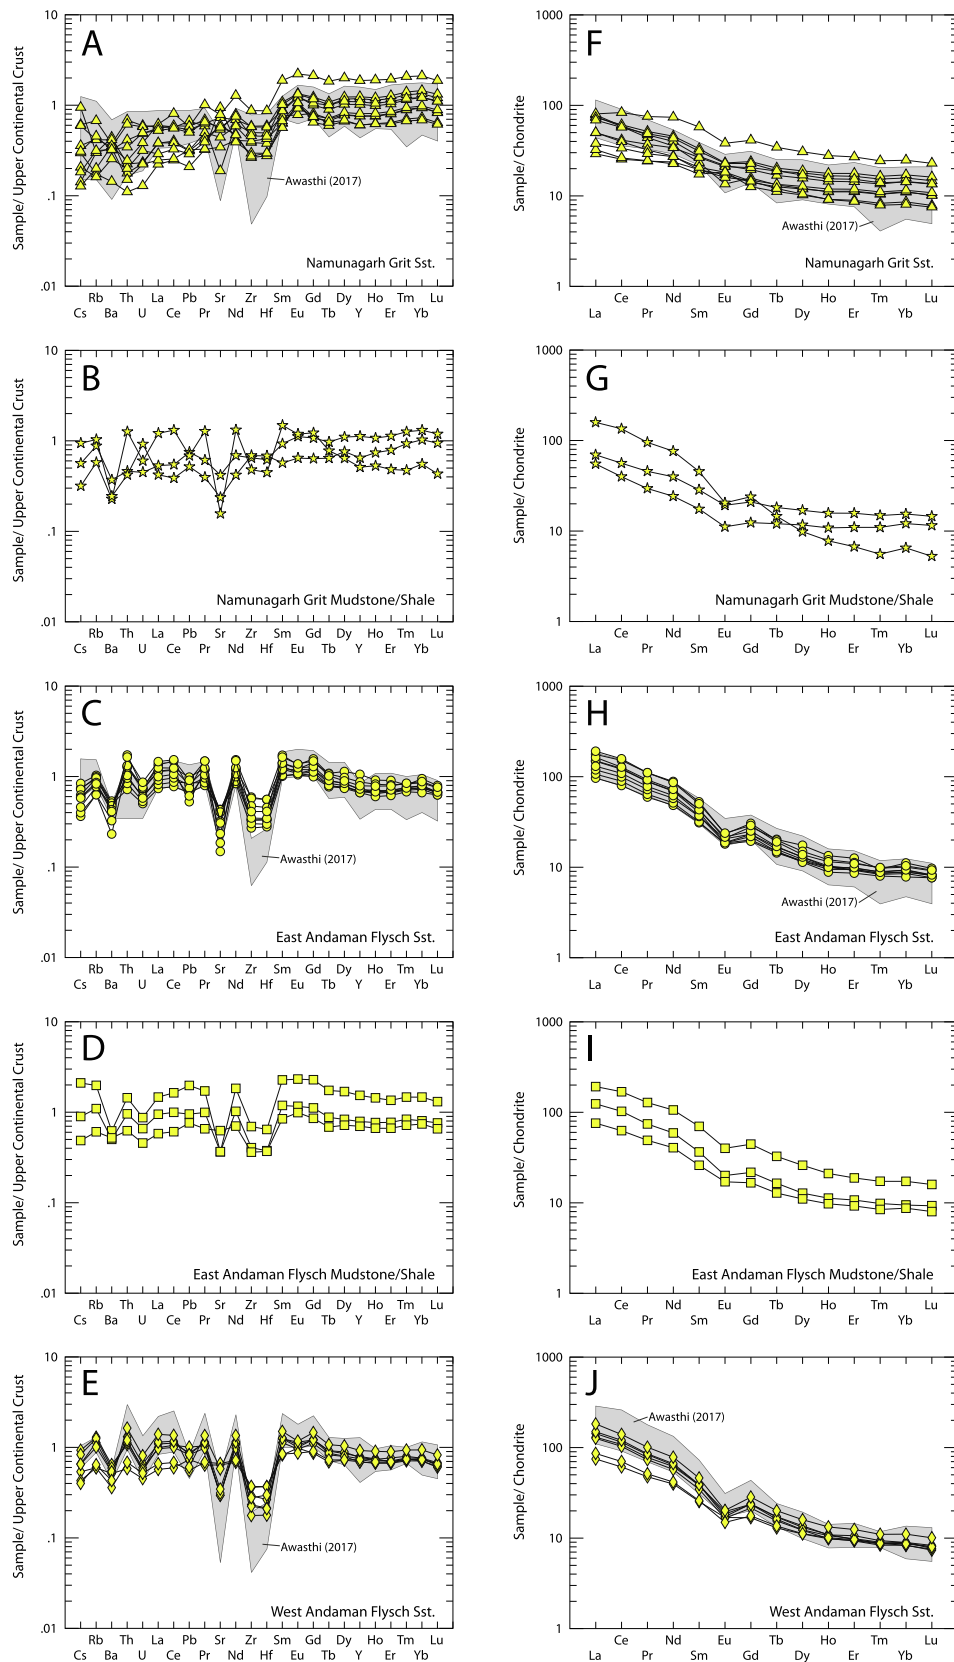 A
Sample/ Upper Continental Crust
10
1
.1
.01
Awasthi (2017)
Namunagarh Grit Sst.
Rb Th La Pb Sr Zr Sm Gd Dy Ho Tm Lu
Cs Ba U Ce Pr Nd Hf Eu Tb Y Er Yb
F
Sample/ Chondrite
1000
100
10
1
Awasthi (2017)
Namunagarh Grit Sst.
Ce Nd Eu Tb Ho Tm Lu
La Pr Sm Gd Dy Er Yb
B
Sample/ Upper Continental Crust
10
1
.1
.01
Namunagarh Grit Mudstone/Shale
Rb Th La Pb Sr Zr Sm Gd Dy Ho Tm Lu
Cs Ba U Ce Pr Nd Hf Eu Tb Y Er Yb
G
Sample/ Chondrite
1000
100
10
1
Namunagarh Grit Mudstone/Shale
Ce Nd Eu Tb Ho Tm Lu
La Pr Sm Gd Dy Er Yb
C
Sample/ Upper Continental Crust
10
1
.1
.01
Awasthi (2017)
East Andaman Flysch Sst.
Rb Th La Pb Sr Zr Sm Gd Dy Ho Tm Lu
Cs Ba U Ce Pr Nd Hf Eu Tb Y Er Yb
H
Sample/ Chondrite
1000
100
10
1
Awasthi (2017)
East Andaman Flysch Sst.
Ce Nd Eu Tb Ho Tm Lu
La Pr Sm Gd Dy Er Yb
D
Sample/ Upper Continental Crust
10
1
.1
.01
East Andaman Flysch Mudstone/Shale
Rb Th La Pb Sr Zr Sm Gd Dy Ho Tm Lu
Cs Ba U Ce Pr Nd Hf Eu Tb Y Er Yb
I
Sample/ Chondrite
1000
100
10
1
East Andaman Flysch Mudstone/Shale
Ce Nd Eu Tb Ho Tm Lu
La Pr Sm Gd Dy Er Yb
E
Sample/ Upper Continental Crust
10
1
.1
.01
Awasthi (2017)
West Andaman Flysch Sst.
Rb Th La Pb Sr Zr Sm Gd Dy Ho Tm Lu
Cs Ba U Ce Pr Nd Hf Eu Tb Y Er Yb
J
Sample/ Chondrite
1000
100
10
1
Awasthi (2017)
West Andaman Flysch Sst.
Ce Nd Eu Tb Ho Tm Lu
La Pr Sm Gd Dy Er Yb